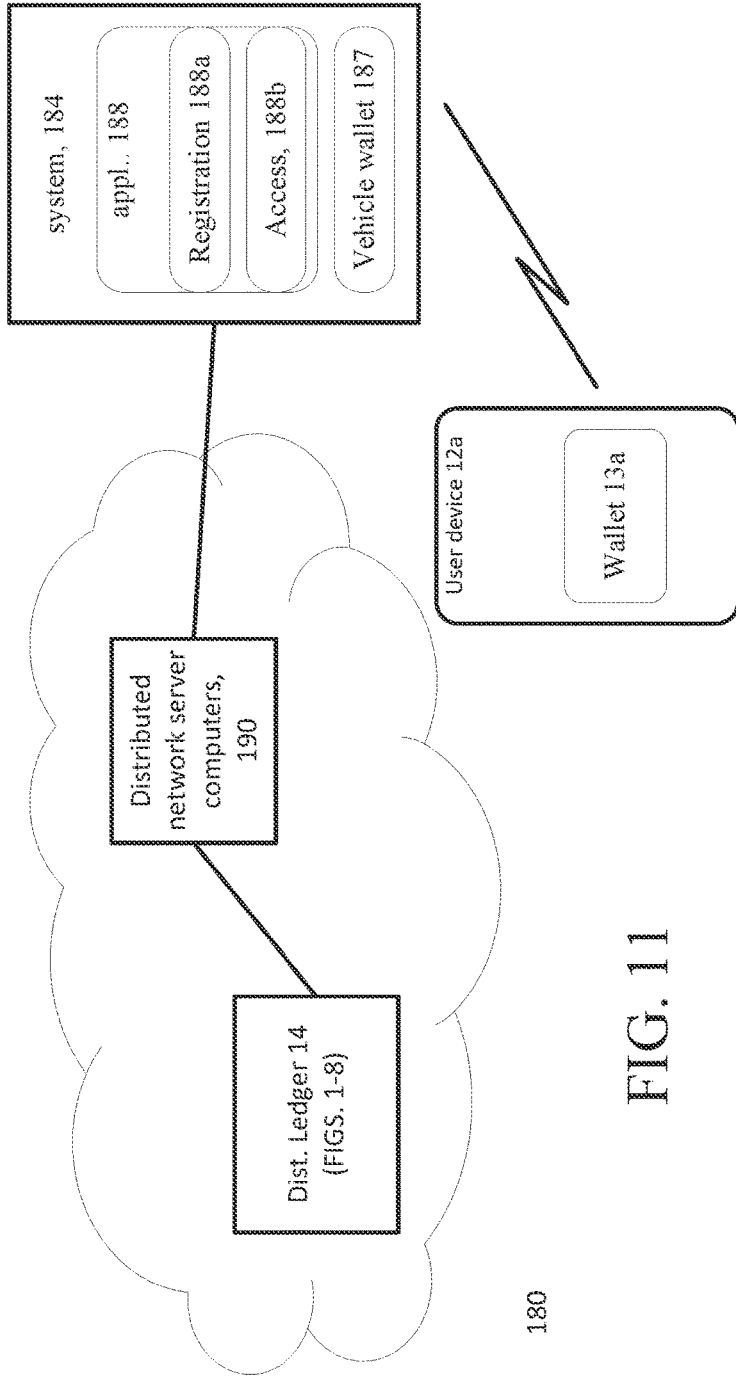 system, 184
appl.. 188
Registration 188a
Access, 188b
Vehicle wallet 187
Distributed
network server
computers,
190
User device 12a
Wallet 13a
Dist. Ledger 14
(FIGS. 1-8)
180
FIG. 11